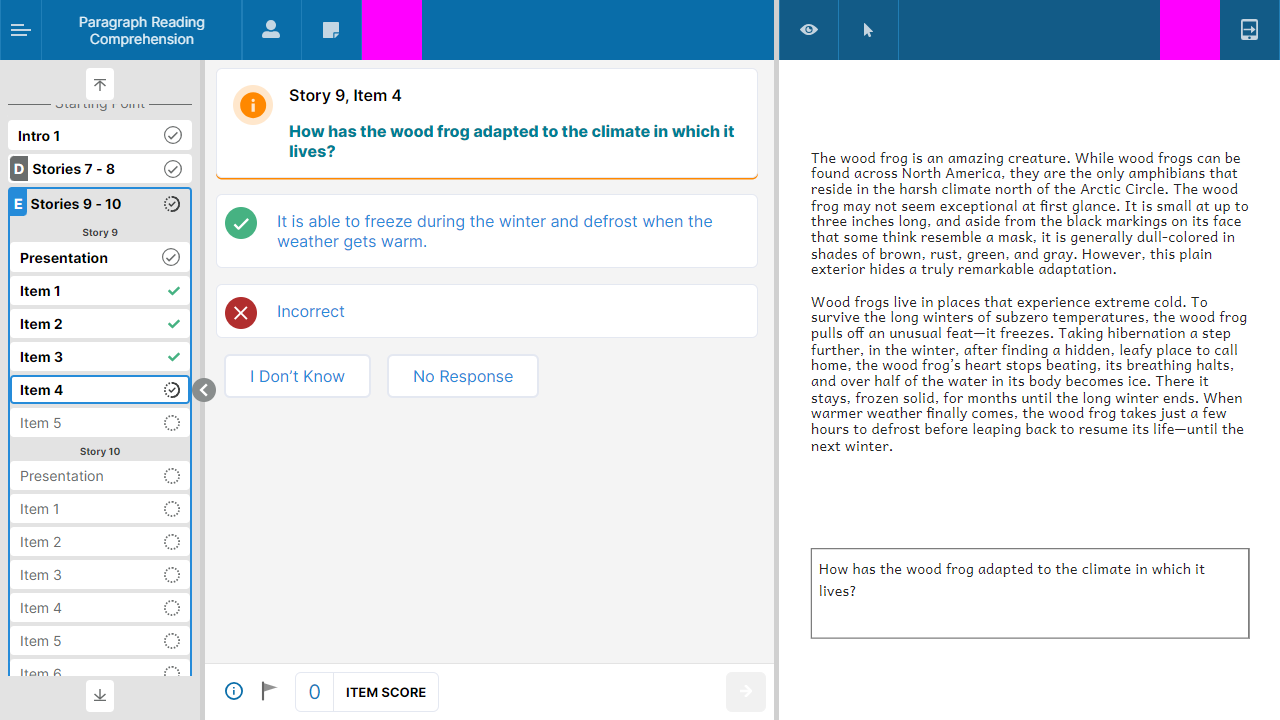 Paragraph Reading
Comprehension
Starting Point
Intro 1
D Stories 7 - 8
E Stories 9 - 10
Story 9
Presentation
Item 1
Item 2
Item 3
Item 4
Item 5
Story 10
Presentation
Item 1
Item 2
Item 3
Item 4
Item 5
Item 6
Story 9, Item 4
How has the wood frog adapted to the climate in which it
lives?
It is able to freeze during the winter and defrost when the
weather gets warm.
Incorrect
I Don't Know
No Response
0 ITEM SCORE
The wood frog is an amazing creature. While wood frogs can be
found across North America, they are the only amphibians that
reside in the harsh climate north of the Arctic Circle. The wood
frog may not seem exceptional at first glance. It is small at up to
three inches long, and aside from the black markings on its face
that some think resemble a mask, it is generally dull-colored in
shades of brown, rust, green, and gray. However, this plain
exterior hides a truly remarkable adaptation.
Wood frogs live in places that experience extreme cold. To
survive the long winters of subzero temperatures, the wood frog
pulls off an unusual feat—it freezes. Taking hibernation a step
further, in the winter, after finding a hidden, leafy place to call
home, the wood frog's heart stops beating, its breathing halts,
and over half of the water in its body becomes ice. There it
stays, frozen solid, for months until the long winter ends. When
warmer weather finally comes, the wood frog takes just a few
hours to defrost before leaping back to resume its life—until the
next winter.
How has the wood frog adapted to the climate in which it
lives?